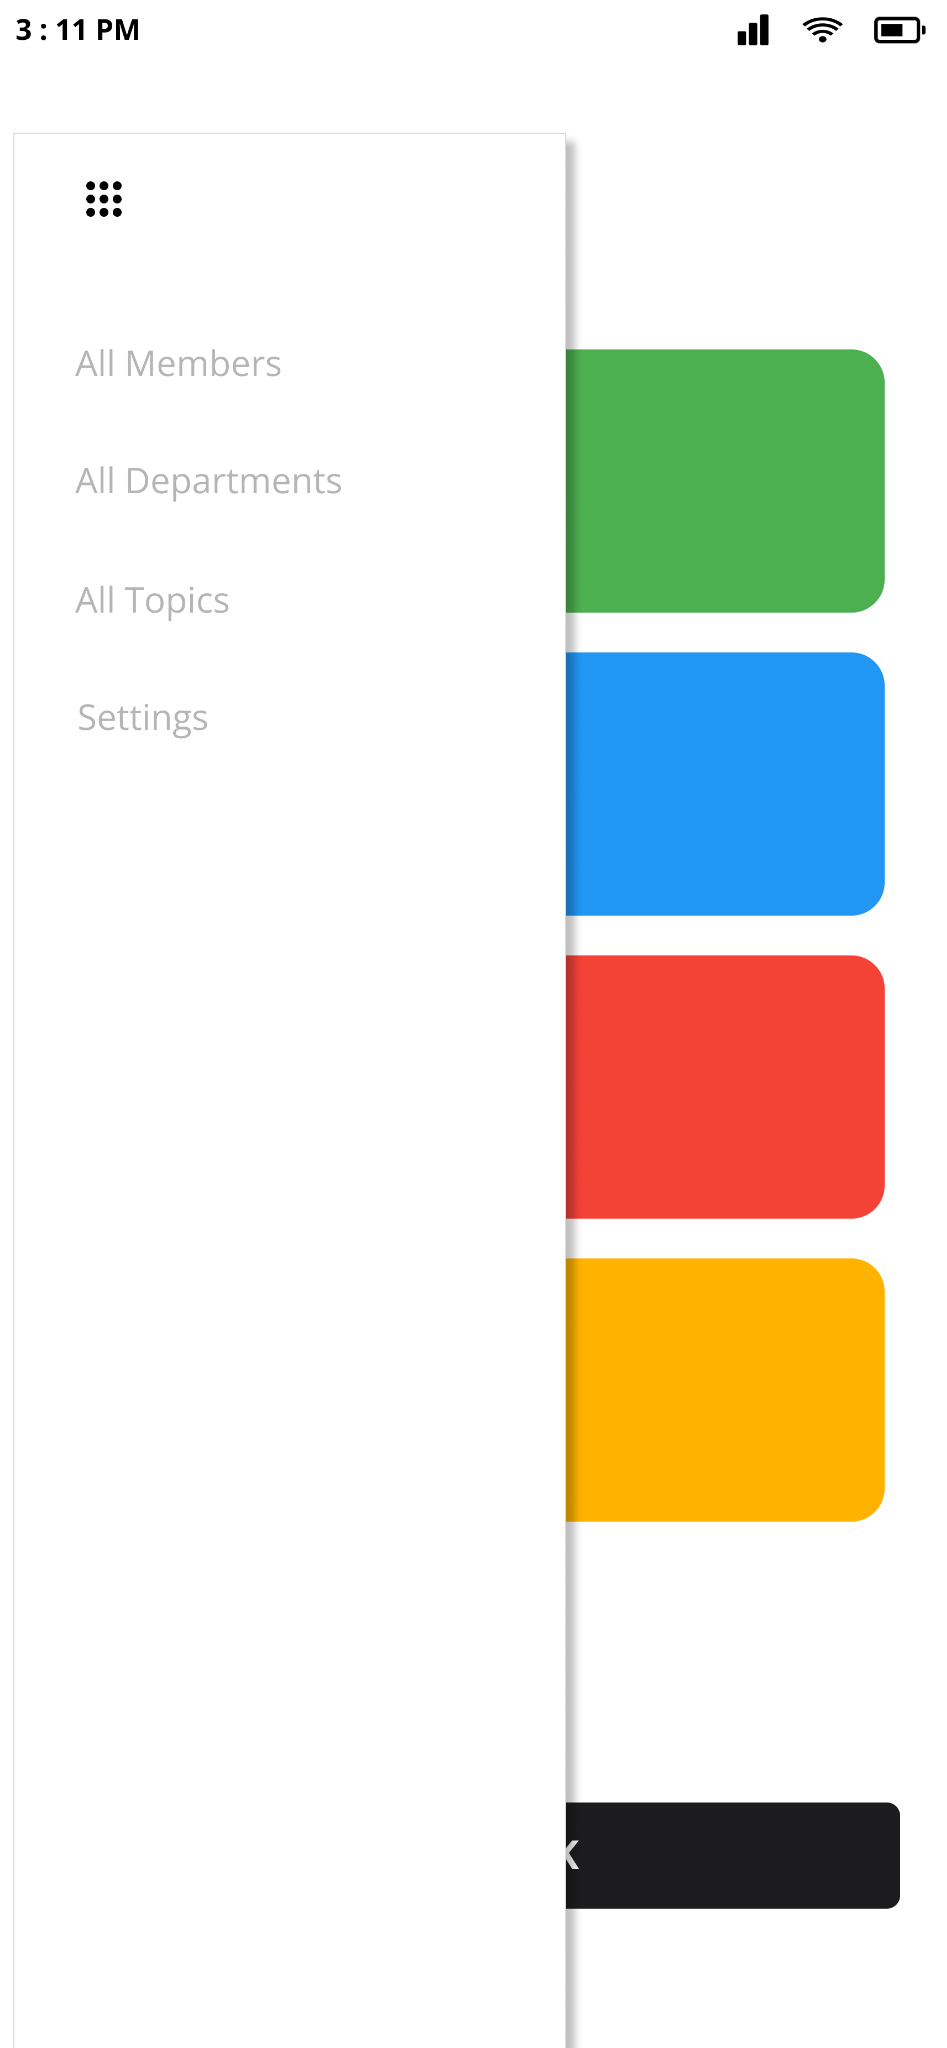 3 : 11 PM
All Members
All Departments
All Topics
Settings